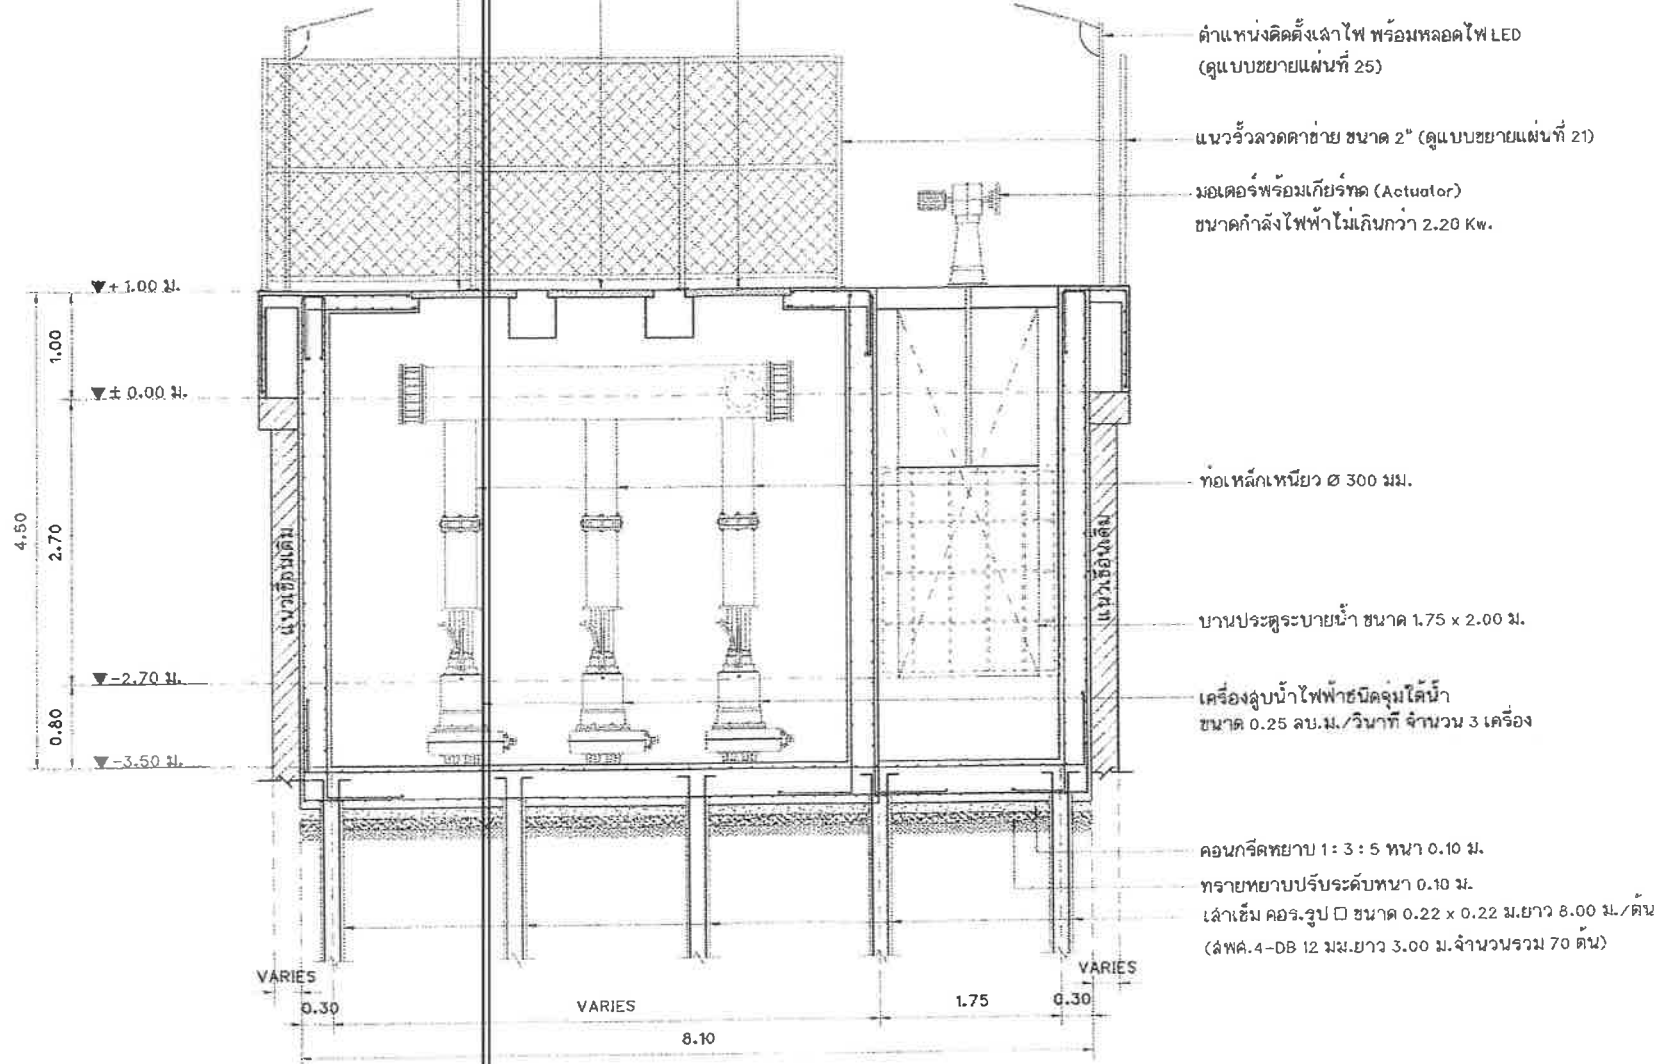 ตำแหน่งติดตั้งเสาไฟ พร้อมหลอดไฟ LED
(ดูแบบขยายแผ่นที่ 25)
แนวรั้วลวดตาข่าย ขนาด 2" (ดูแบบขยายแผ่นที่ 21)
มอเตอร์พร้อมเกียร์ทด (Actuator)
ขนาดกำลังไฟฟ้าไม่เกินกว่า 2.20 Kw.
▼+ 1.00 ม.
1.00
▼± 0.00 ม.
ท่อเหล็กเหนียว Ø 300 มม.
4.50
2.70
แนวเขื่อนเดิม
แนวเขื่อนเดิม
บานประตูระบายน้ำ ขนาด 1.75 x 2.00 ม.
▼-2.70 ม.
เครื่องสูบน้ำไฟฟ้าชนิดจุ่มใต้น้ำ
ขนาด 0.25 ลบ.ม./วินาที จำนวน 3 เครื่อง
0.80
▼-3.50 ม.
คอนกรีตหยาบ 1 : 3 : 5 หนา 0.10 ม.
ทรายหยาบปรับระดับหนา 0.10 ม.
เสาเข็ม คอร.รูป □ ขนาด 0.22 x 0.22 ม.ยาว 8.00 ม./ต้น
(สพค.4-DB 12 มม.ยาว 3.00 ม.จำนวนรวม 70 ต้น)
VARIES
VARIES
0.30
VARIES
1.75
0.30
8.10